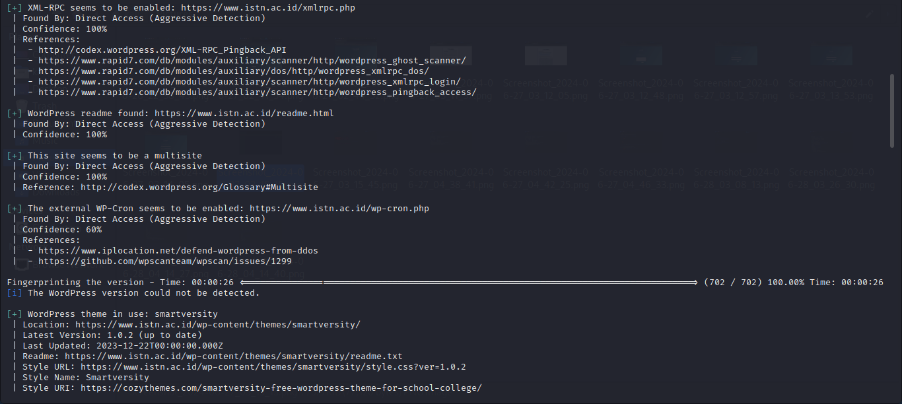 [+] XML-RPC seems to be enabled: https://www.istn.ac.id/xmlrpc.php
| Found By: Direct Access (Aggressive Detection)
| Confidence: 100%
| References:
|  - http://codex.wordpress.org/XML-RPC_Pingback_API
|  - https://www.rapid7.com/db/modules/auxiliary/scanner/http/wordpress_ghost_scanner/
|  - https://www.rapid7.com/db/modules/auxiliary/dos/http/wordpress_xmlrpc_dos/
|  - https://www.rapid7.com/db/modules/auxiliary/scanner/http/wordpress_xmlrpc_login/
|  - https://www.rapid7.com/db/modules/auxiliary/scanner/http/wordpress_pingback_access/
[+] WordPress readme found: https://www.istn.ac.id/readme.html
| Found By: Direct Access (Aggressive Detection)
| Confidence: 100%
[+] This site seems to be a multisite
| Found By: Direct Access (Aggressive Detection)
| Confidence: 100%
| Reference: http://codex.wordpress.org/Glossary#Multisite
[+] The external WP-Cron seems to be enabled: https://www.istn.ac.id/wp-cron.php
| Found By: Direct Access (Aggressive Detection)
| Confidence: 60%
| References:
|  - https://www.iplocation.net/defend-wordpress-from-ddos
|  - https://github.com/wpscanteam/wpscan/issues/1299
Fingerprinting the version - Time: 00:00:26 <==============> (702 / 702) 100.00% Time: 00:00:26
[i] The WordPress version could not be detected.
[+] WordPress theme in use: smartversity
| Location: https://www.istn.ac.id/wp-content/themes/smartversity/
| Latest Version: 1.0.2 (up to date)
| Last Updated: 2023-12-22T00:00:00.000Z
| Readme: https://www.istn.ac.id/wp-content/themes/smartversity/readme.txt
| Style URL: https://www.istn.ac.id/wp-content/themes/smartversity/style.css?ver=1.0.2
| Style Name: Smartversity
| Style URI: https://cozythemes.com/smartversity-free-wordpress-theme-for-school-college/